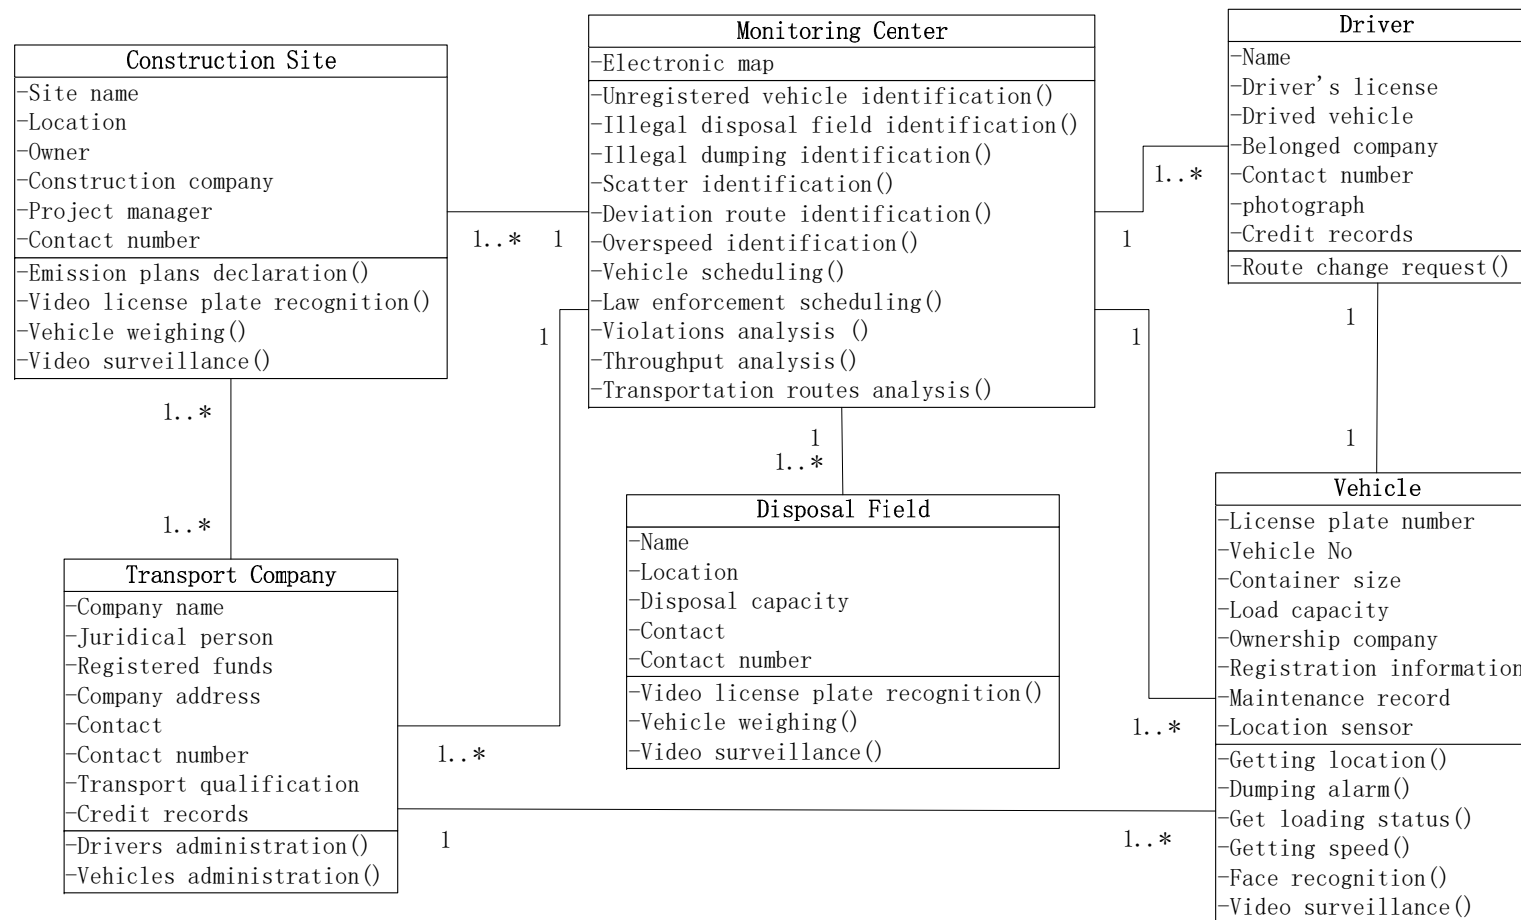 Construction Site
-Site name
-Location
-Owner
-Construction company
-Project manager
-Contact number
-Emission plans declaration()
-Video license plate recognition()
-Vehicle weighing()
-Video surveillance()
Monitoring Center
-Electronic map
-Unregistered vehicle identification()
-Illegal disposal field identification()
-Illegal dumping identification()
-Scatter identification()
-Deviation route identification()
-Overspeed identification()
-Vehicle scheduling()
-Law enforcement scheduling()
-Violations analysis ()
-Throughput analysis()
-Transportation routes analysis()
Driver
-Name
-Driver's license
-Drived vehicle
-Belonged company
-Contact number
-photograph
-Credit records
-Route change request()
1..*
1
1..*
1
1
1
1
1..*
1..*
1
1..*
1
Transport Company
-Company name
-Juridical person
-Registered funds
-Company address
-Contact
-Contact number
-Transport qualification
-Credit records
-Drivers administration()
-Vehicles administration()
Disposal Field
-Name
-Location
-Disposal capacity
-Contact
-Contact number
-Video license plate recognition()
-Vehicle weighing()
-Video surveillance()
Vehicle
-License plate number
-Vehicle No
-Container size
-Load capacity
-Ownership company
-Registration information
-Maintenance record
-Location sensor
-Getting location()
-Dumping alarm()
-Get loading status()
-Getting speed()
-Face recognition()
-Video surveillance()
1..*
1..*
1
1..*